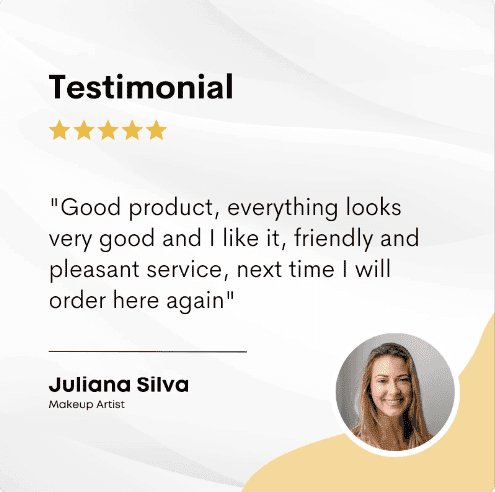 Testimonial
"Good product, everything looks
very good and I like it, friendly and
pleasant service, next time I will
order here again"
Juliana Silva
Makeup Artist